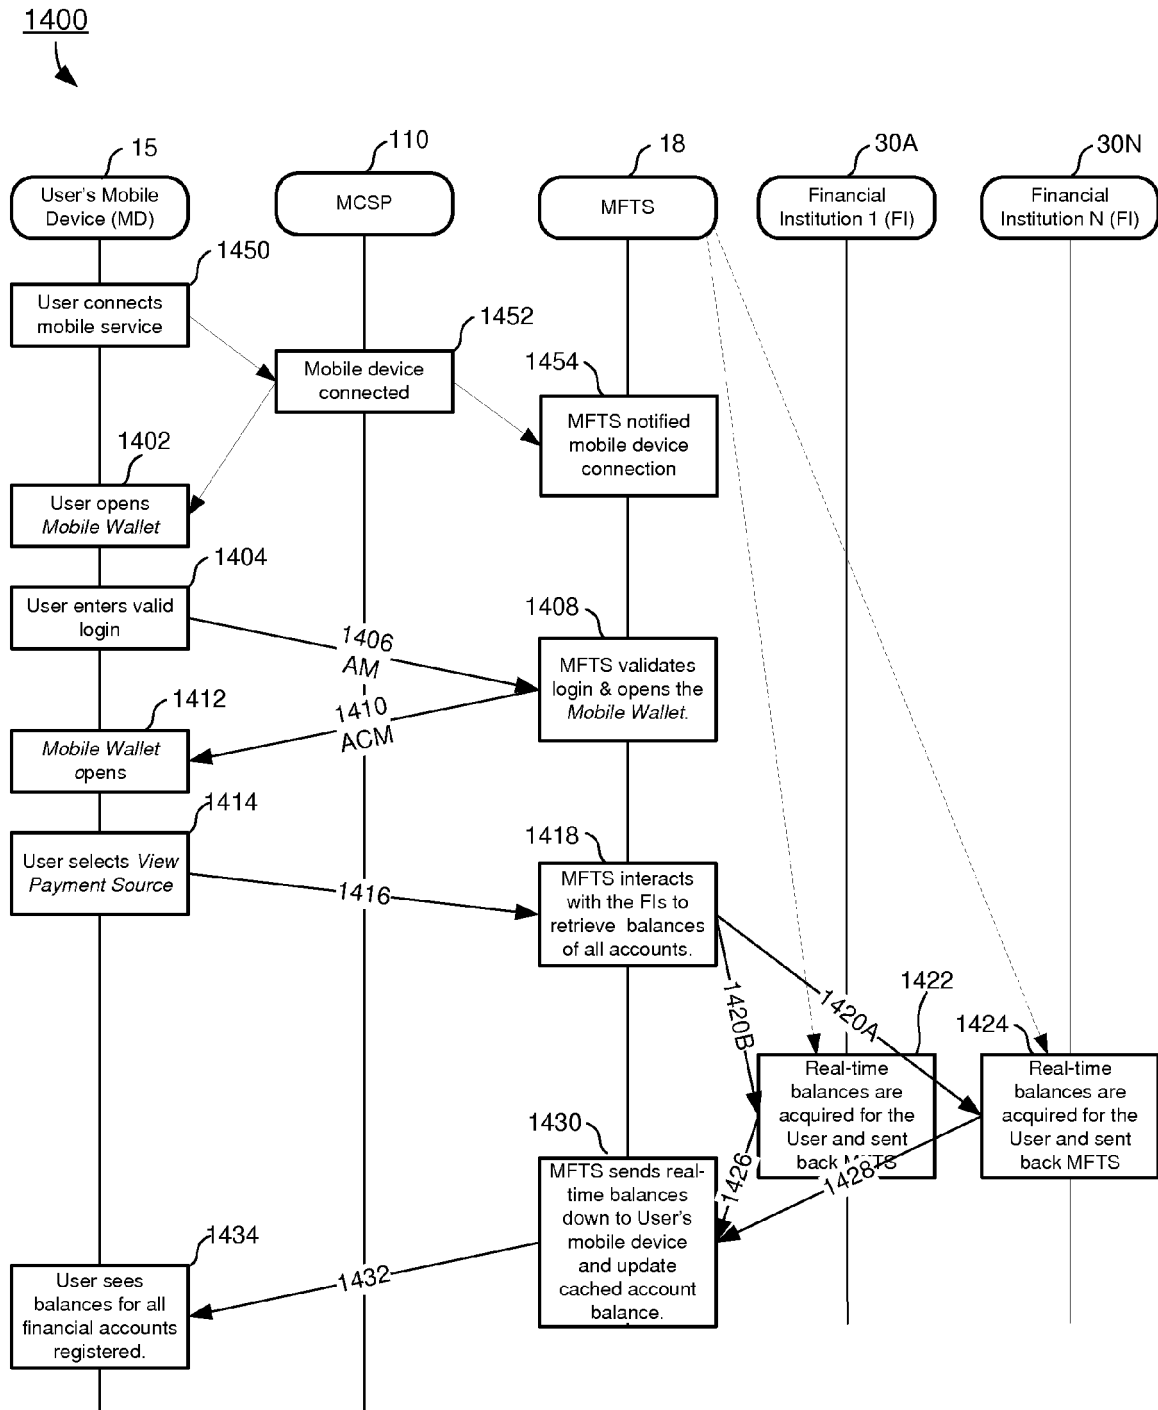 1400
15
110
18
30A
30N
User's Mobile
Device (MD)
MCSP
MFTS
Financial
Institution 1 (FI)
Financial
Institution N (FI)
1450
User connects
mobile service
1452
Mobile device
connected
1454
MFTS notified
mobile device
connection
1402
User opens
Mobile Wallet
1404
User enters valid
login
1406
AM
1408
MFTS validates
login & opens the
Mobile Wallet.
1410
ACM
1412
Mobile Wallet
opens
1414
User selects View
Payment Source
1416
1418
MFTS interacts
with the FIs to
retrieve balances
of all accounts.
1420B
1420A
1422
Real-time
balances are
acquired for the
User and sent
back MFTS
1424
Real-time
balances are
acquired for the
User and sent
back MFTS
1426
1428
1430
MFTS sends real-
time balances
down to User's
mobile device
and update
cached account
balance.
1432
1434
User sees
balances for all
financial accounts
registered.